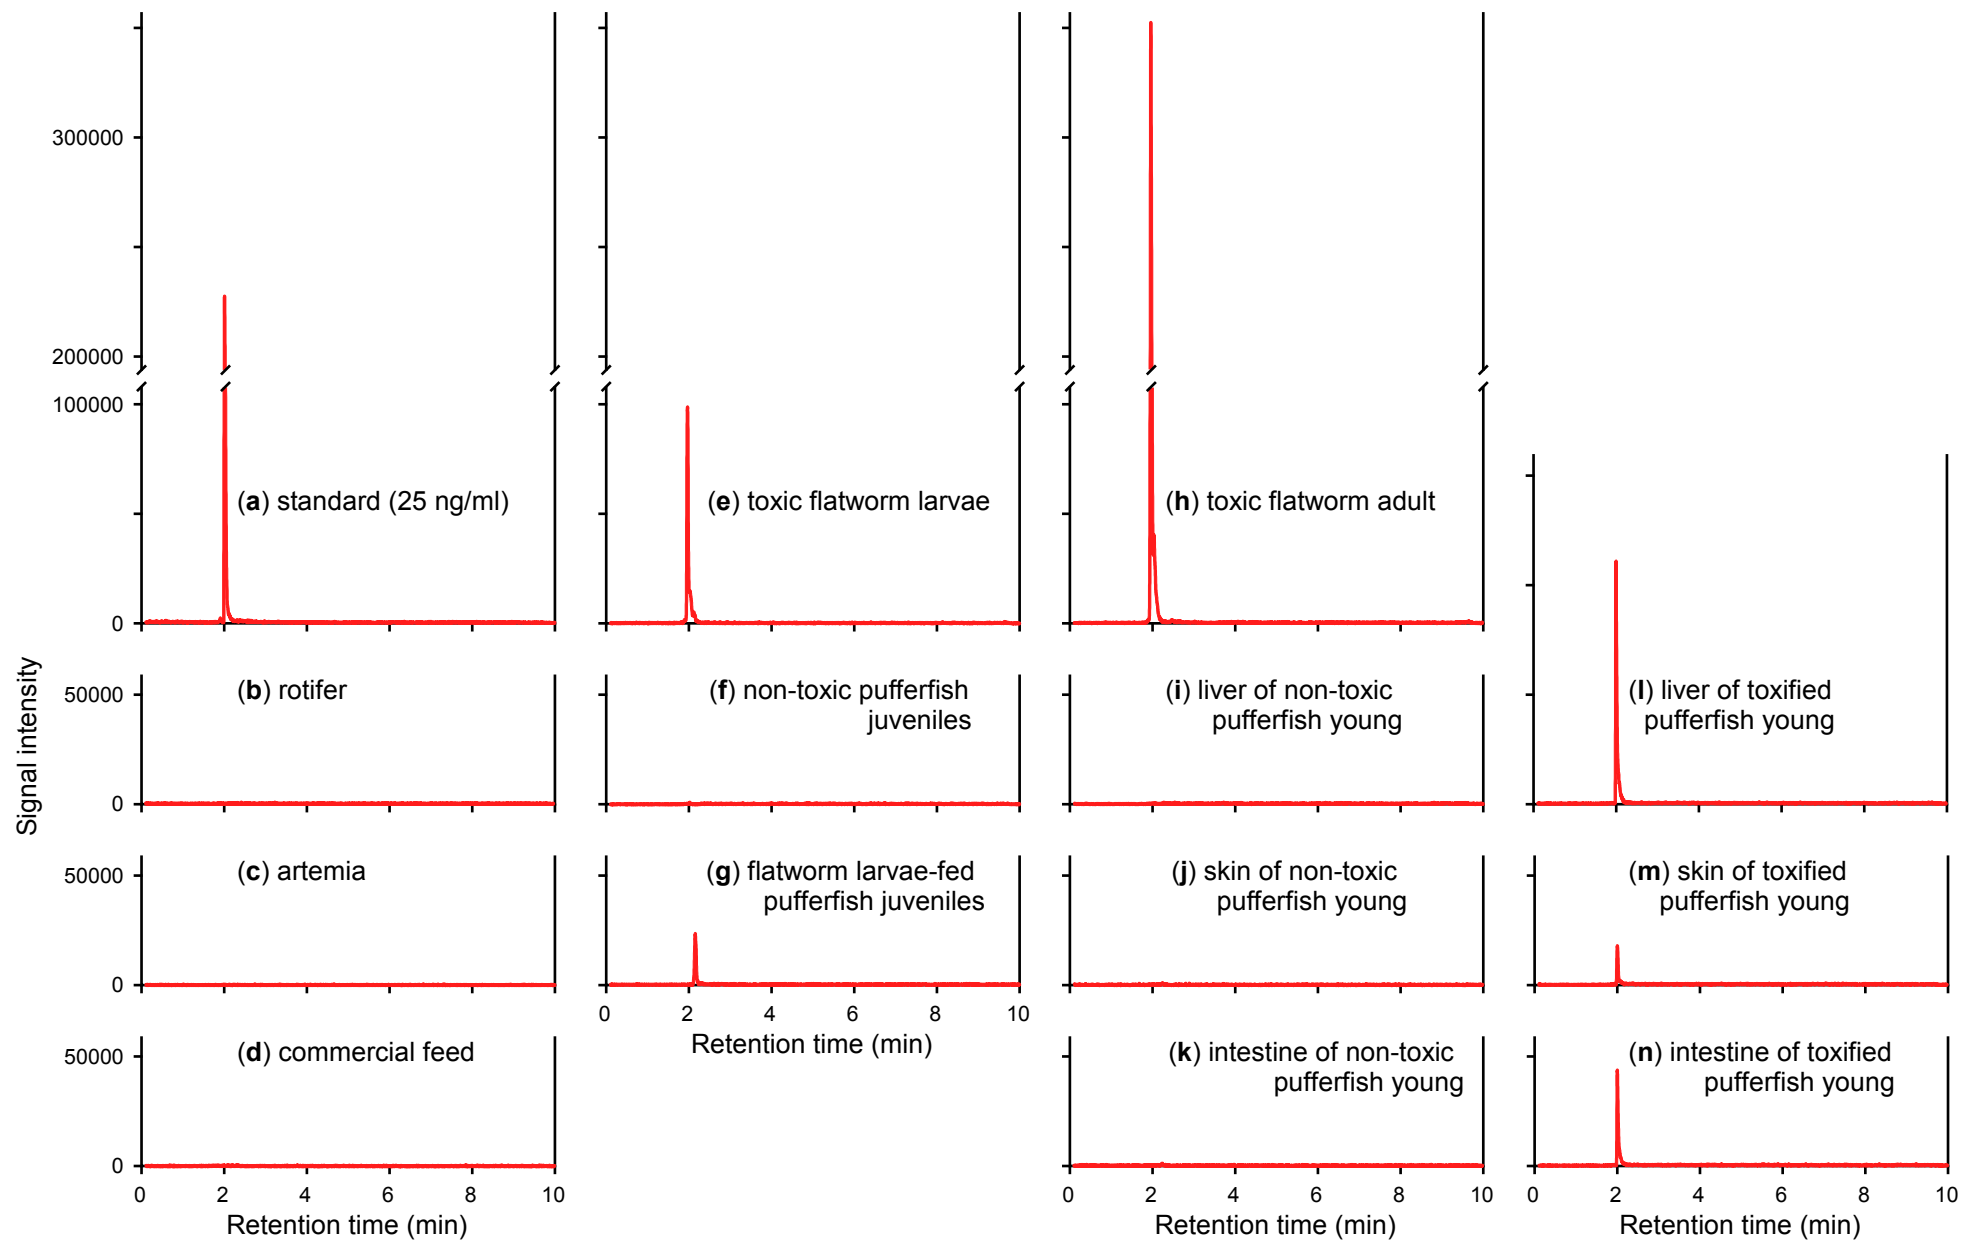 Signal intensity
300000
200000
100000
0
(a) standard (25 ng/ml)
(e) toxic flatworm larvae
(h) toxic flatworm adult
50000
0
(b) rotifer
(f) non-toxic pufferfish
juveniles
(i) liver of non-toxic
pufferfish young
(l) liver of toxified
pufferfish young
50000
0
(c) artemia
(g) flatworm larvae-fed
pufferfish juveniles
(j) skin of non-toxic
pufferfish young
(m) skin of toxified
pufferfish young
0 2 4 6 8 10
Retention time (min)
50000
0
(d) commercial feed
(k) intestine of non-toxic
pufferfish young
(n) intestine of toxified
pufferfish young
0 2 4 6 8 10
Retention time (min)
0 2 4 6 8 10
Retention time (min)
0 2 4 6 8 10
Retention time (min)